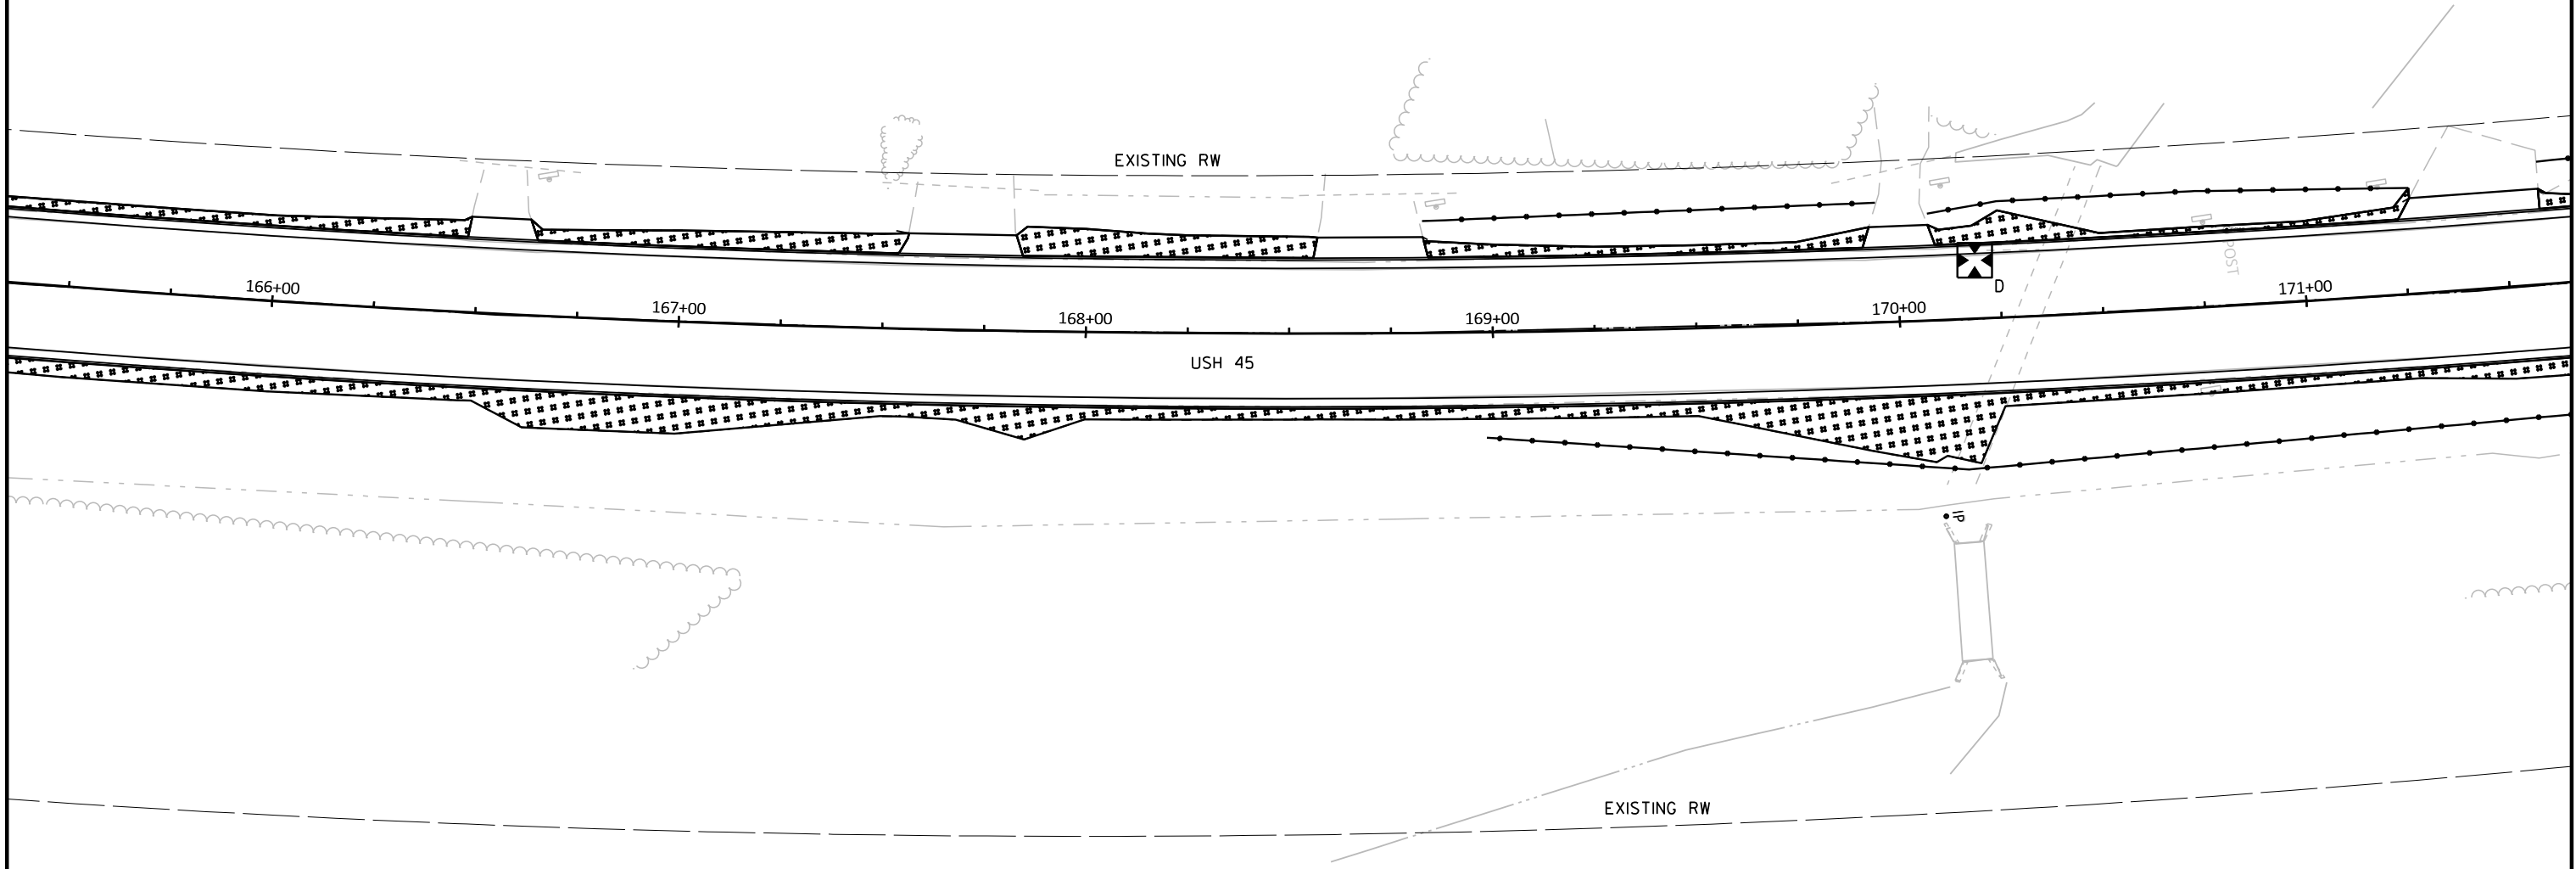 EXISTING RW
POST
166+00
167+00
168+00
169+00
170+00
D
171+00
USH 45
IP
EXISTING RW